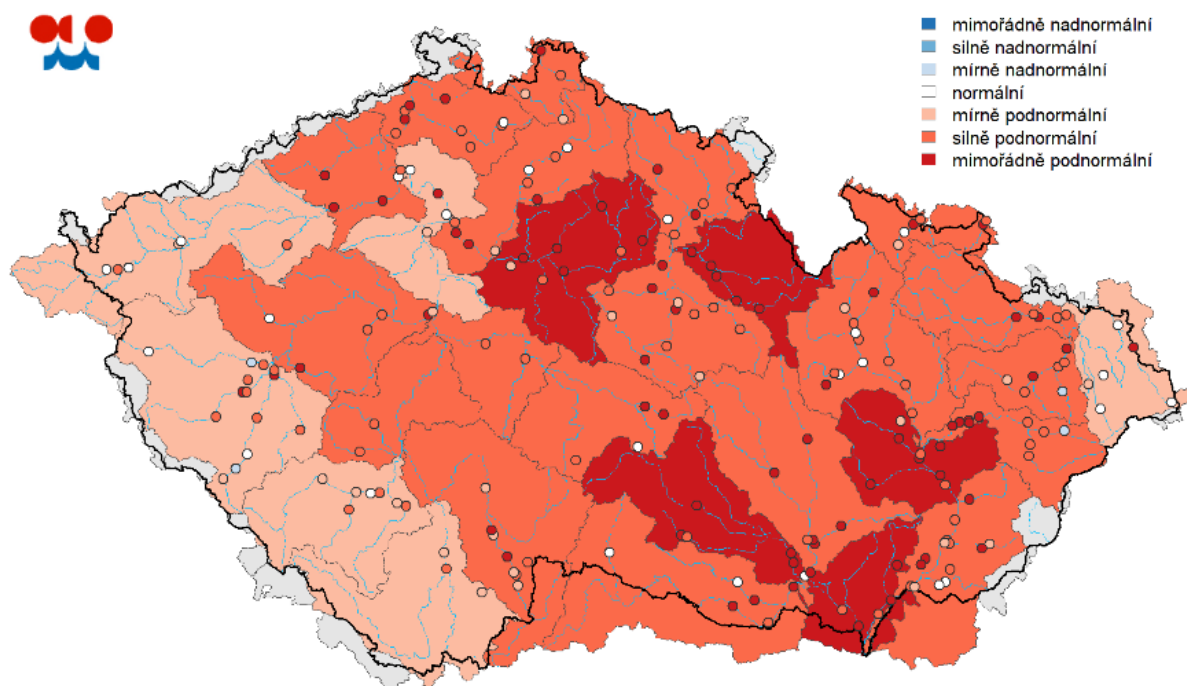 mimořádně nadnormální
silně nadnormální
mírně nadnormální
normální
mírně podnormální
silně podnormální
mimořádně podnormální